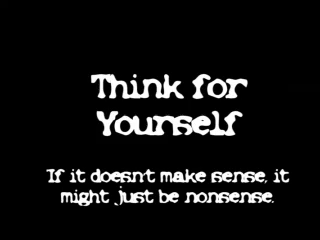 Think for
Yourself
If it doesn't make sense, it
might just be nonsense.